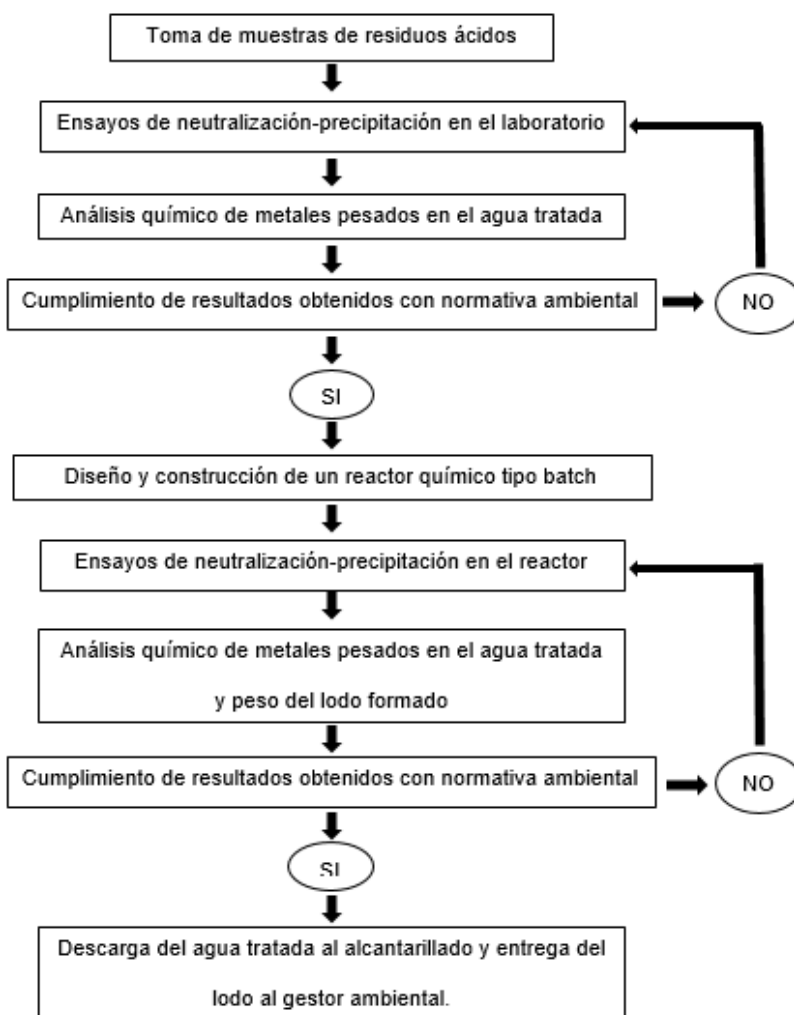 Toma de muestras de residuos ácidos
Ensayos de neutralización-precipitación en el laboratorio
Análisis químico de metales pesados en el agua tratada
Cumplimiento de resultados obtenidos con normativa ambiental
NO
SI
Diseño y construcción de un reactor químico tipo batch
Ensayos de neutralización-precipitación en el reactor
Análisis químico de metales pesados en el agua tratada
y peso del lodo formado
Cumplimiento de resultados obtenidos con normativa ambiental
NO
SI
Descarga del agua tratada al alcantarillado y entrega del
lodo al gestor ambiental.